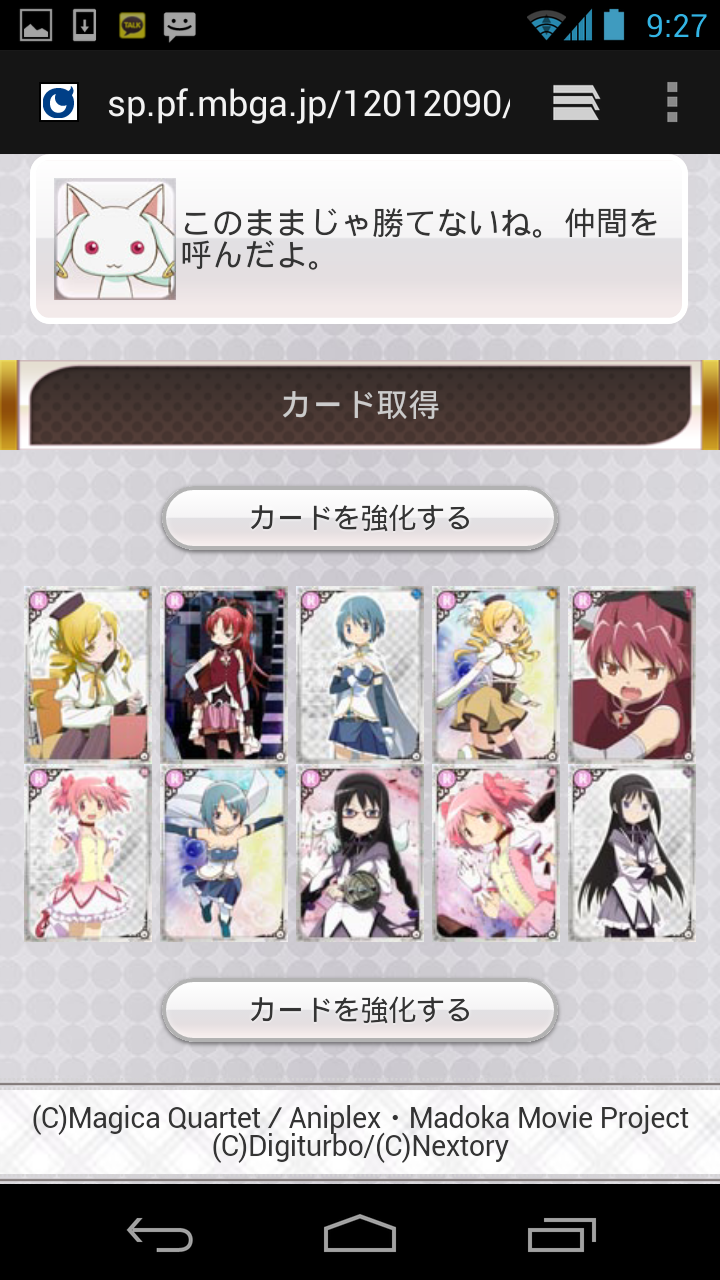 TALK
9:27
sp.pf.mbga.jp/12012090/
このままじゃ勝てないね。仲間を
呼んだよ。
カード取得
カードを強化する
R R R R R
R R R R R
カードを強化する
(C)Magica Quartet / Aniplex・Madoka Movie Project
(C)Digiturbo/(C)Nextory